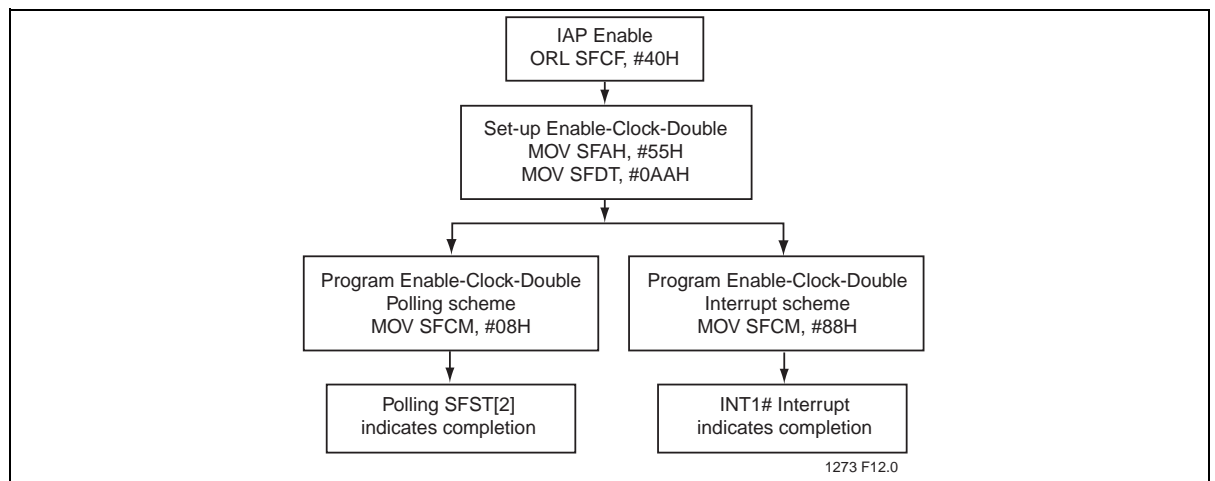 IAP Enable
ORL SFCF, #40H
Set-up Enable-Clock-Double
MOV SFAH, #55H
MOV SFDT, #0AAH
Program Enable-Clock-Double
Polling scheme
MOV SFCM, #08H
Program Enable-Clock-Double
Interrupt scheme
MOV SFCM, #88H
Polling SFST[2]
indicates completion
INT1# Interrupt
indicates completion
1273 F12.0